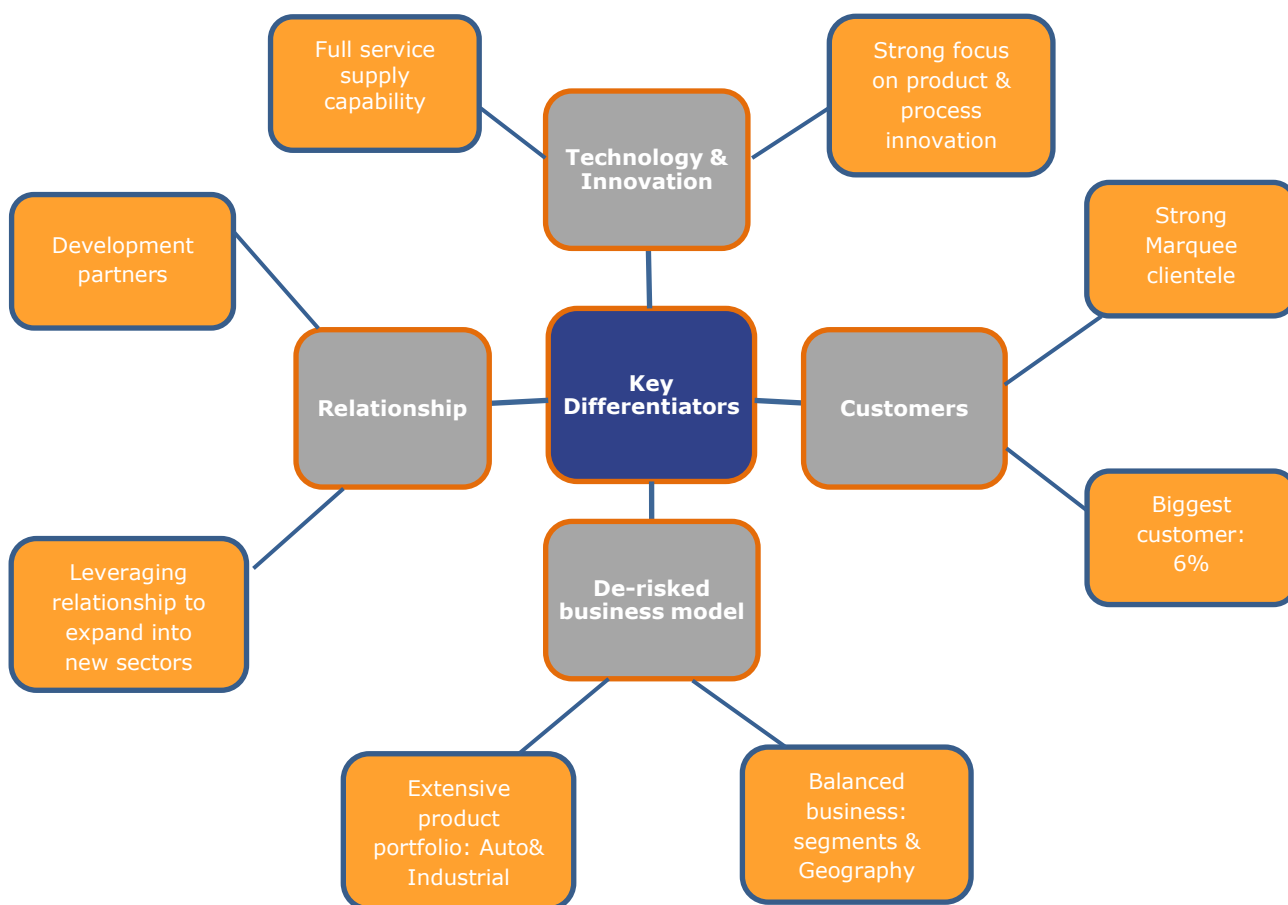 Full service
supply
capability
Strong focus
on product &
process
innovation
Technology &
Innovation
Strong
Marquee
clientele
Development
partners
Key
Differentiators
Relationship
Customers
Biggest
customer:
6%
Leveraging
relationship to
expand into
new sectors
De-risked
business model
Extensive
product
portfolio: Auto&
Industrial
Balanced
business:
segments &
Geography